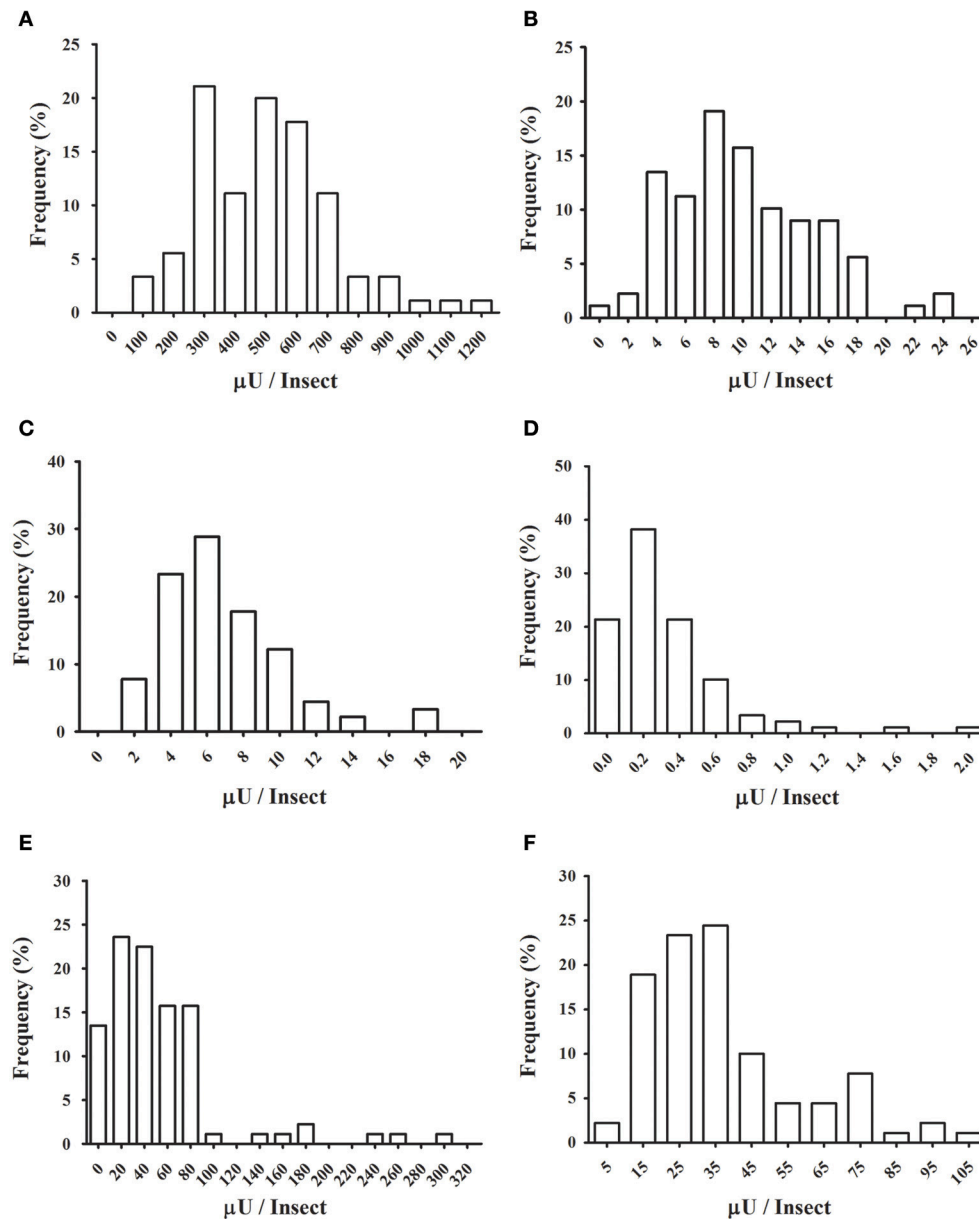 A
Frequency (%)
25
20
15
10
5
0
0 100 200 300 400 500 600 700 800 900 1000 1100 1200
μU / Insect
B
Frequency (%)
25
20
15
10
5
0
0 2 4 6 8 10 12 14 16 18 20 22 24 26
μU / Insect
C
Frequency (%)
40
30
20
10
0
0 2 4 6 8 10 12 14 16 18 20
μU / Insect
D
Frequency (%)
50
40
30
20
10
0
0.0 0.2 0.4 0.6 0.8 1.0 1.2 1.4 1.6 1.8 2.0
μU / Insect
E
Frequency (%)
30
25
20
15
10
5
0
0 20 40 60 80 100 120 140 160 180 200 220 240 260 280 300 320
μU / Insect
F
Frequency (%)
30
25
20
15
10
5
0
5 15 25 35 45 55 65 75 85 95 105
μU / Insect